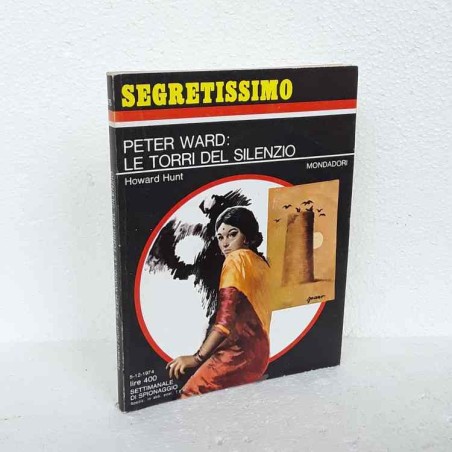 SEGRETISSIMO
PETER WARD:
LE TORRI DEL SILENZIO
Howard Hunt
MONDADORI
lire 400
SETTIMANALE
DI SPIONAGGIO